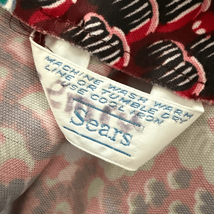 MACHINE WASH WARM
LINE OR TUMBLE DRY
USE COOL IRON
Sears